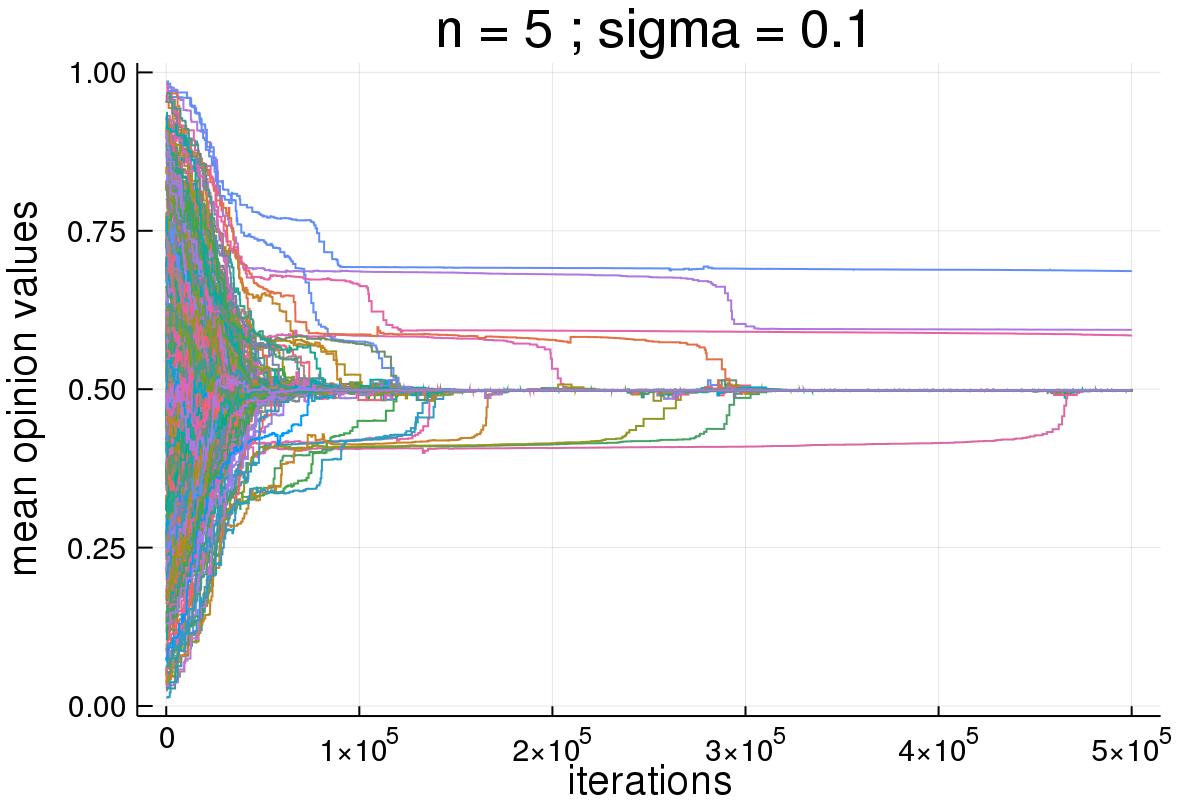 n = 5 ; sigma = 0.1
mean opinion values
1.00
0.75
0.50
0.25
0.00
0 1×10⁵ 2×10⁵ 3×10⁵ 4×10⁵ 5×10⁵
iterations